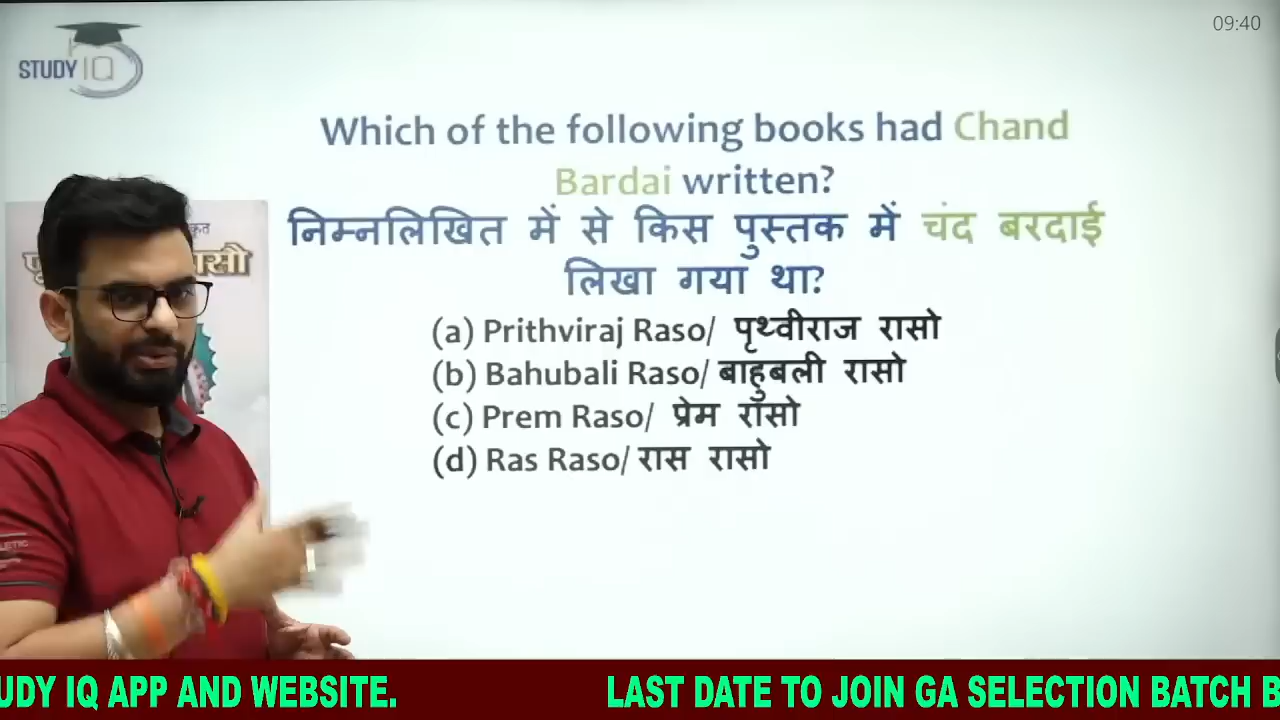 09:40
STUDY IQ
Which of the following books had Chand
Bardai written?
निम्नलिखित में से किस पुस्तक में चंद बरदाई
लिखा गया था?
(a) Prithviraj Raso/ पृथ्वीराज रासो
(b) Bahubali Raso/ बाहुबली रासो
(c) Prem Raso/ प्रेम रासो
(d) Ras Raso/ रास रासो
UDY IQ APP AND WEBSITE. LAST DATE TO JOIN GA SELECTION BATCH B